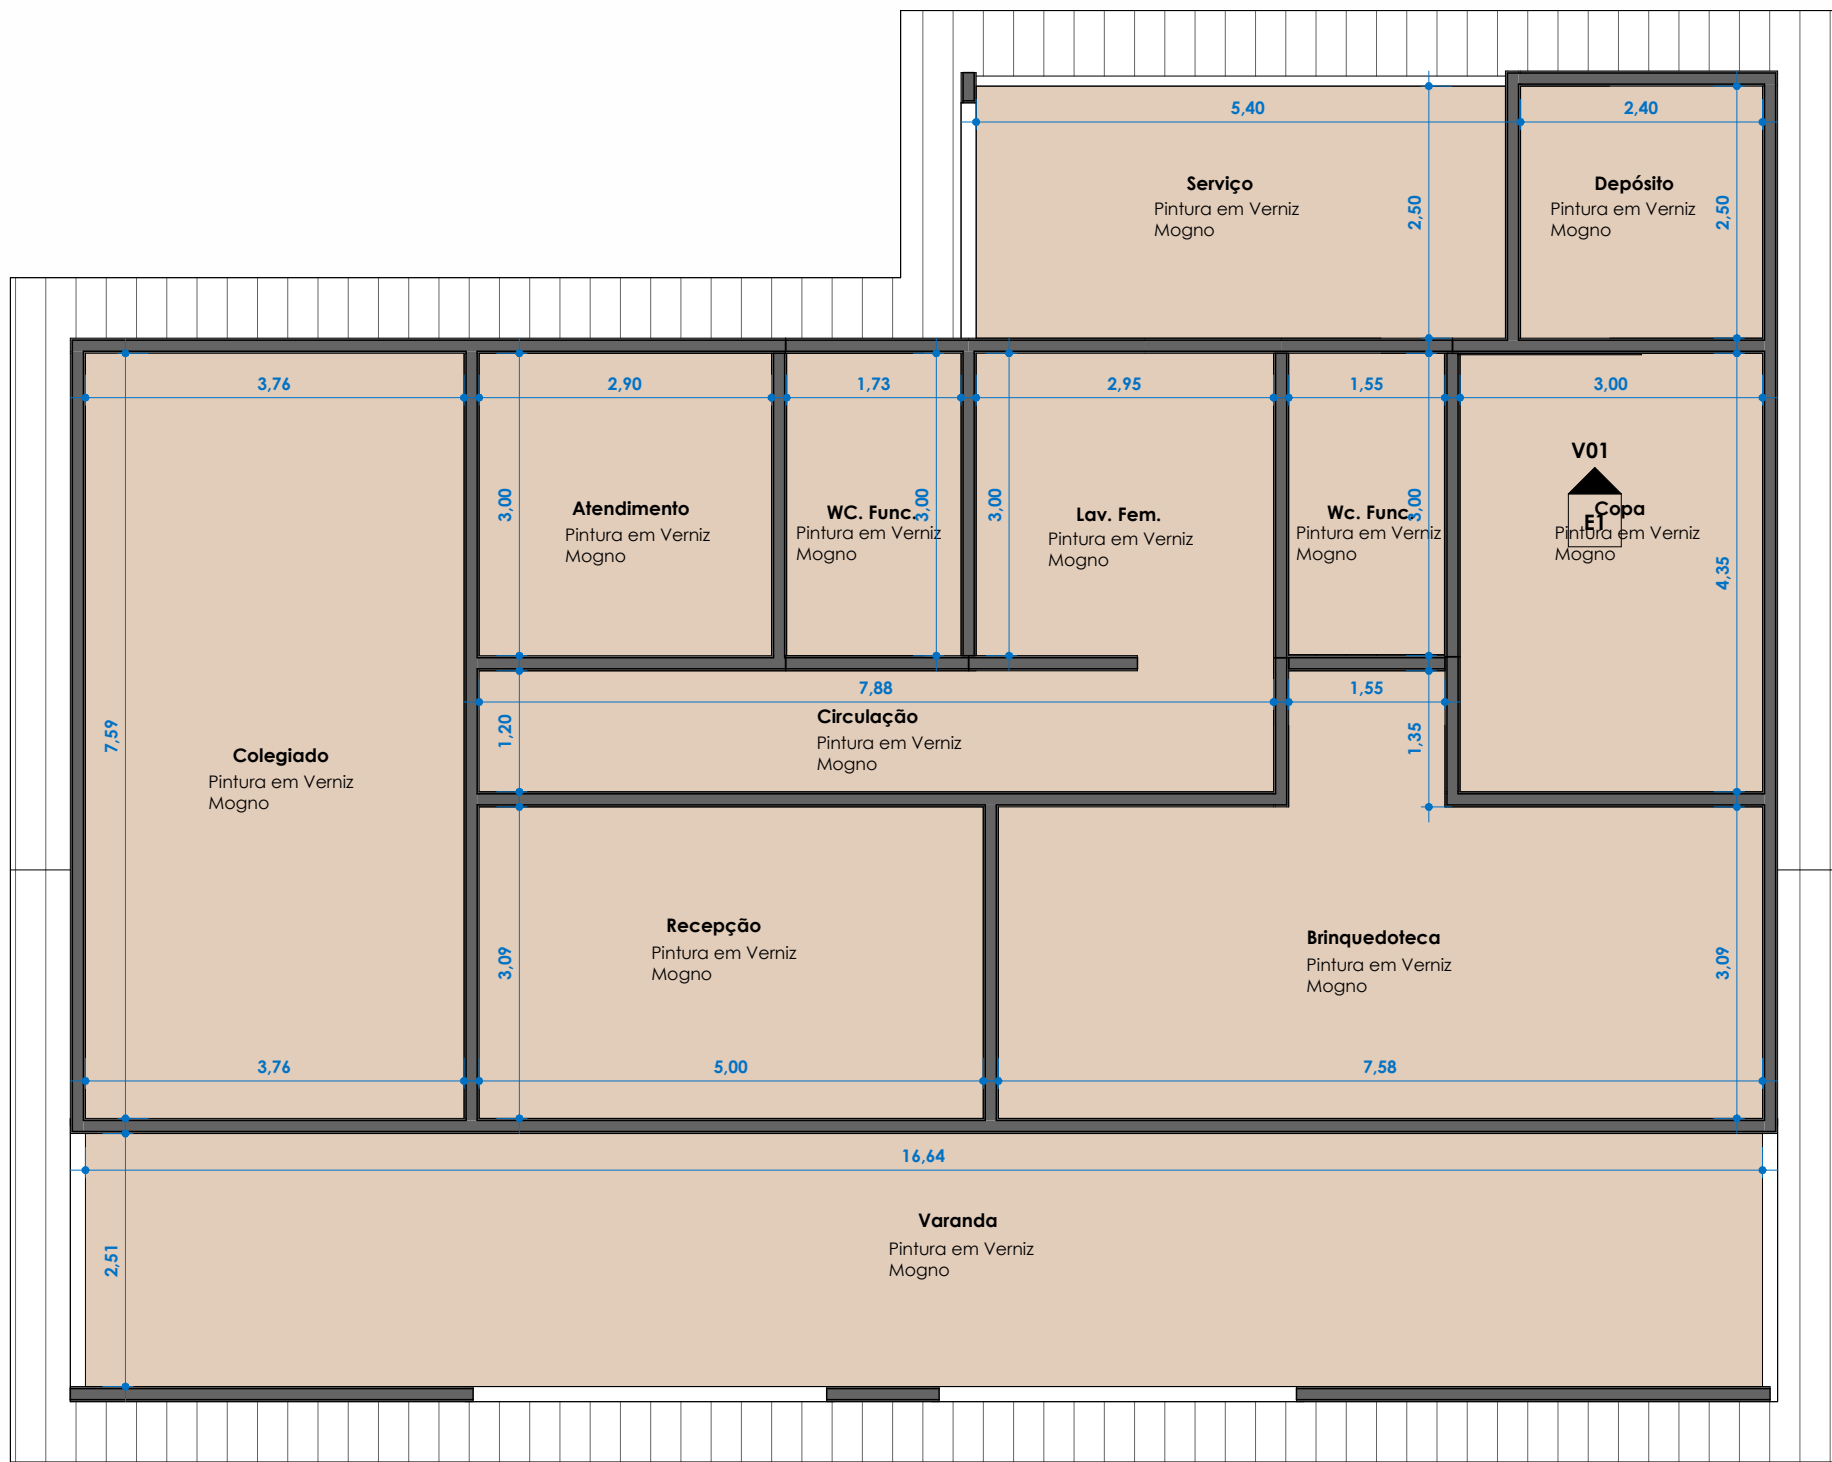 5,40
2,40
Serviço
Pintura em Verniz
Mogno
2,50
Depósito
Pintura em Verniz
Mogno
2,50
3,76
2,90
1,73
2,95
1,55
3,00
V01
E1
3,00
Atendimento
Pintura em Verniz
Mogno
WC. Func.
Pintura em Verniz
Mogno
3,00
3,00
Lav. Fem.
Pintura em Verniz
Mogno
Wc. Func.
Pintura em Verniz
Mogno
3,00
Copa
Pintura em Verniz
Mogno
4,35
7,88
1,55
7,59
Colegiado
Pintura em Verniz
Mogno
1,20
Circulação
Pintura em Verniz
Mogno
1,35
3,09
Recepção
Pintura em Verniz
Mogno
Brinquedoteca
Pintura em Verniz
Mogno
3,09
3,76
5,00
7,58
16,64
2,51
Varanda
Pintura em Verniz
Mogno